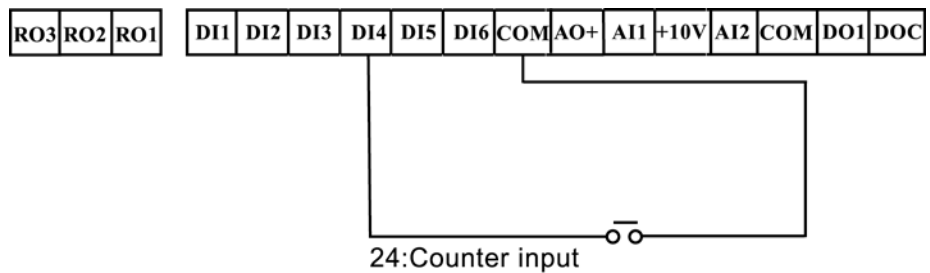 RO3 RO2 RO1 DI1 DI2 DI3 DI4 DI5 DI6 COM AO+ AI1 +10V AI2 COM DO1 DOC
24:Counter input